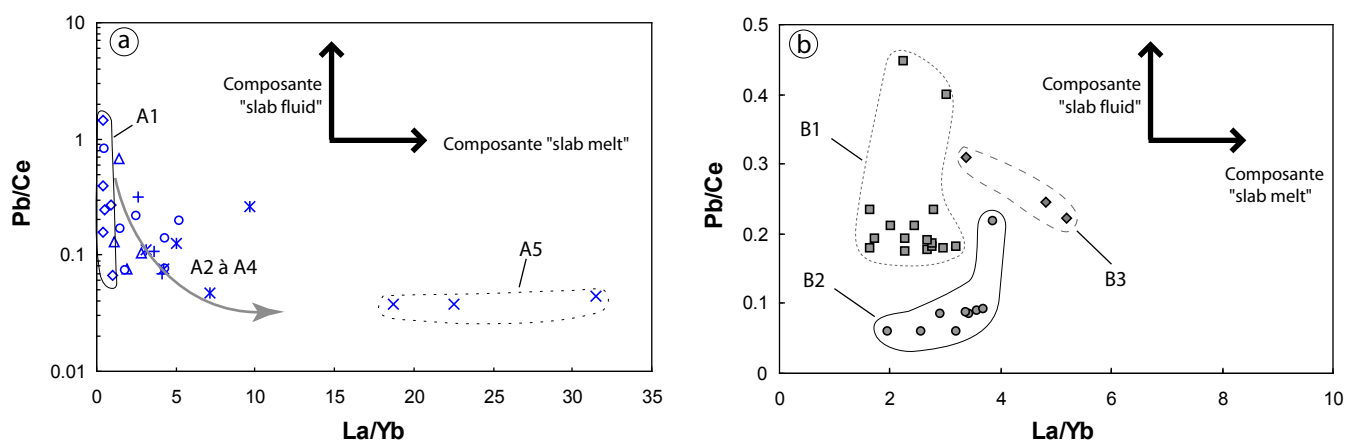 a
10
1
0.1
0.01
Pb/Ce
0
5
10
15
20
25
30
35
La/Yb
A1
A2 à A4
A5
Composante
"slab fluid"
Composante "slab melt"
b
0.5
0.4
0.3
0.2
0.1
0
Pb/Ce
0
2
4
6
8
10
La/Yb
B1
B2
B3
Composante
"slab fluid"
Composante
"slab melt"